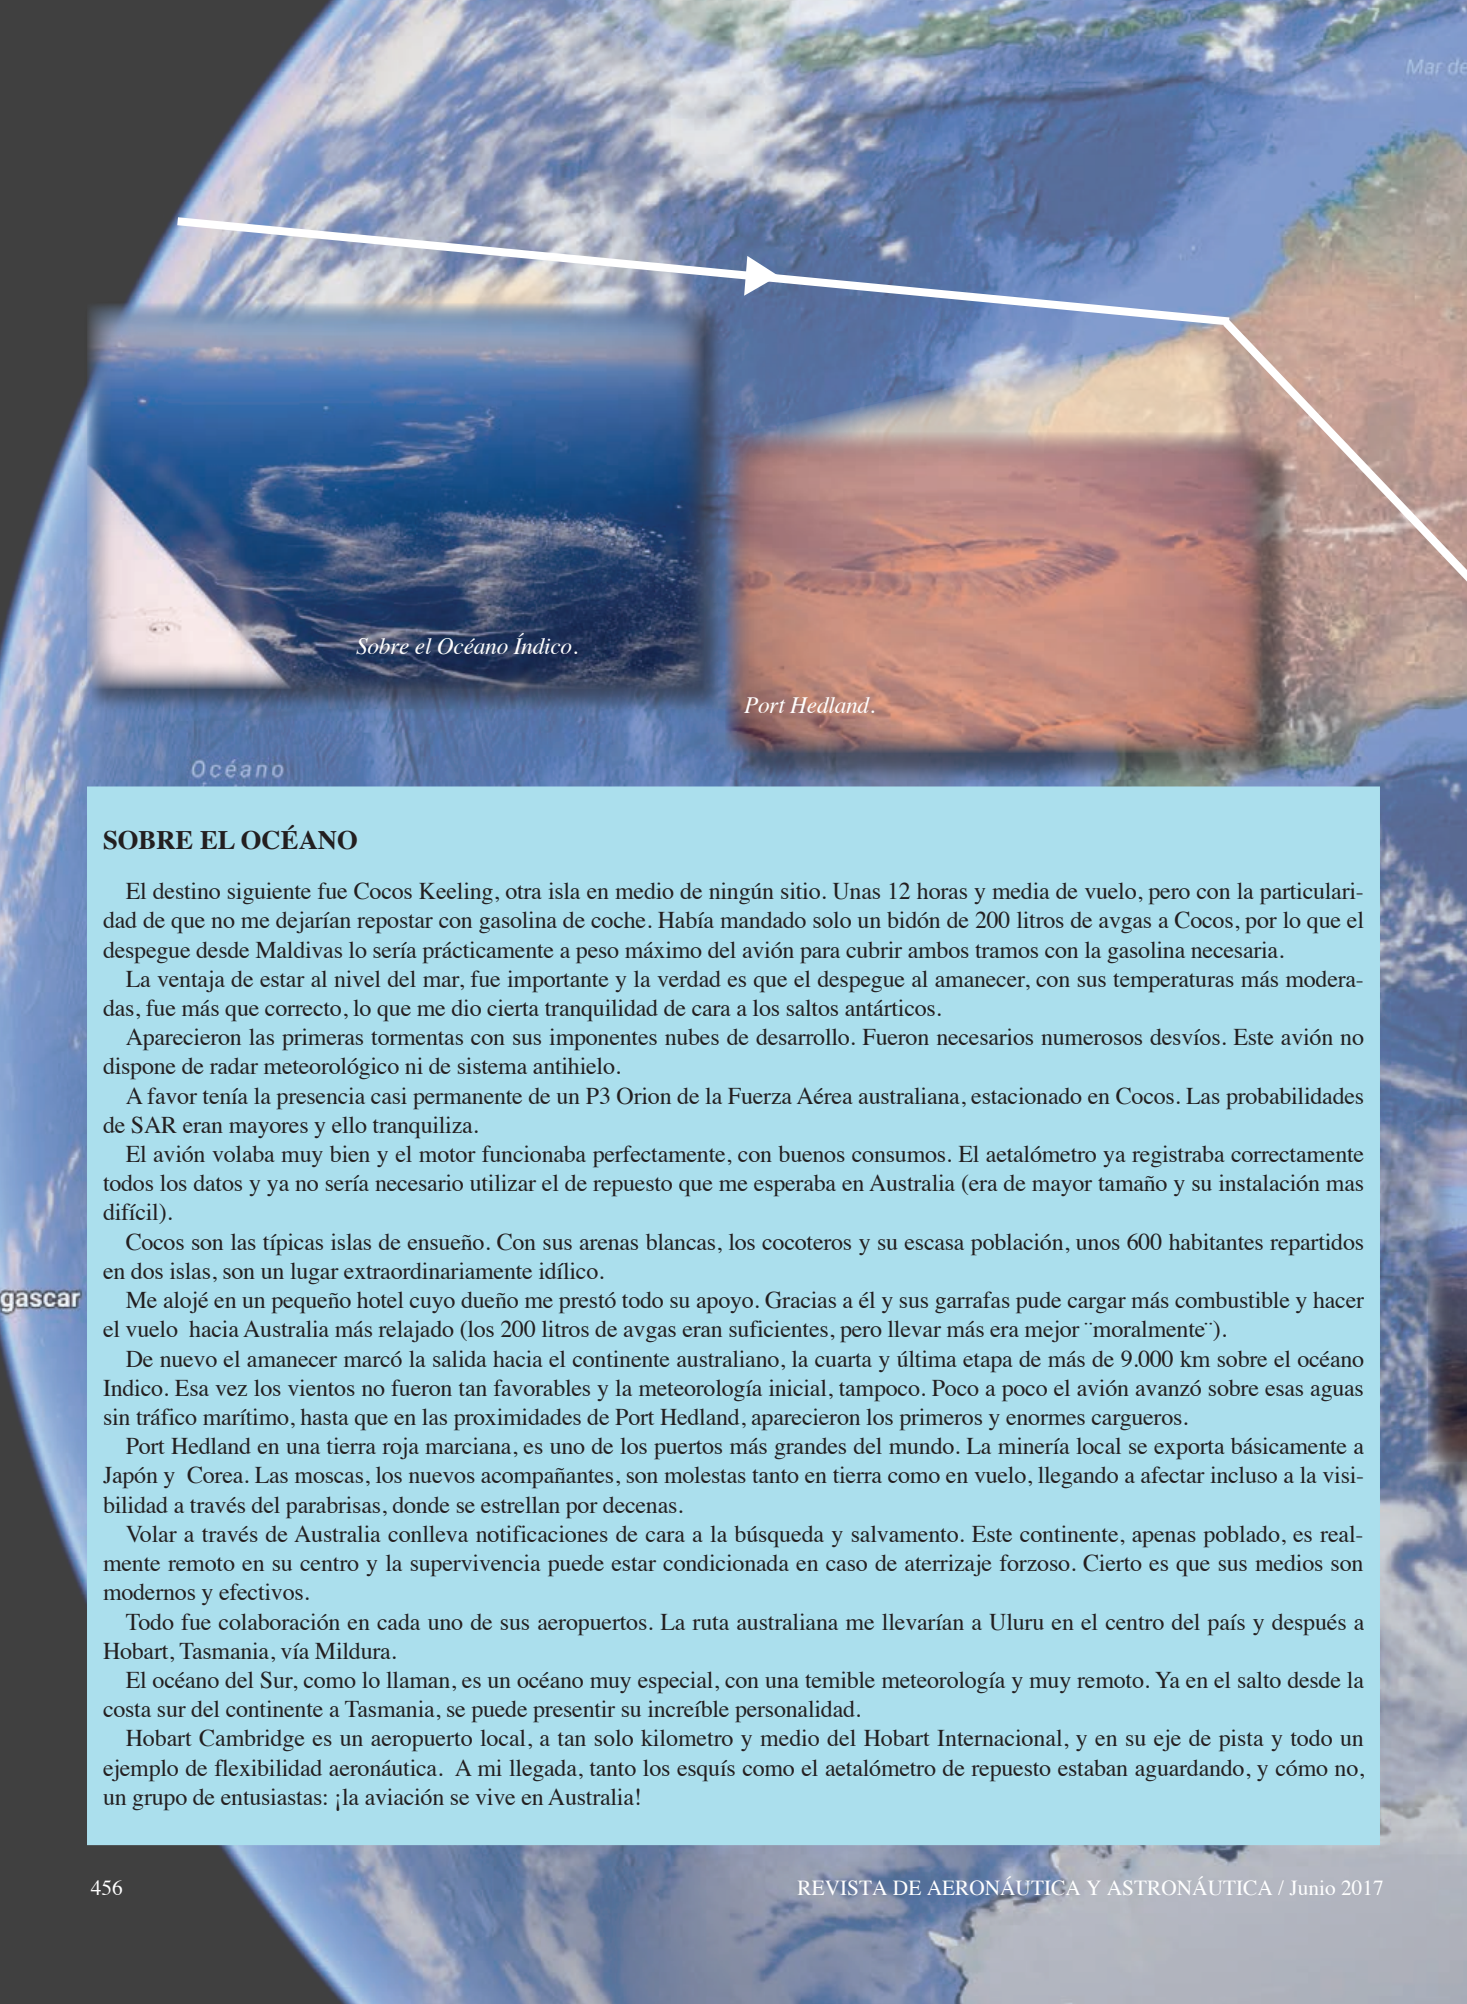 Mar de
Sobre el Océano Índico.
Port Hedland.
Océano
SOBRE EL OCÉANO
El destino siguiente fue Cocos Keeling, otra isla en medio de ningún sitio. Unas 12 horas y media de vuelo, pero con la particulari-
dad de que no me dejarían repostar con gasolina de coche. Había mandado solo un bidón de 200 litros de avgas a Cocos, por lo que el
despegue desde Maldivas lo sería prácticamente a peso máximo del avión para cubrir ambos tramos con la gasolina necesaria.
La ventaja de estar al nivel del mar, fue importante y la verdad es que el despegue al amanecer, con sus temperaturas más modera-
das, fue más que correcto, lo que me dio cierta tranquilidad de cara a los saltos antárticos.
Aparecieron las primeras tormentas con sus imponentes nubes de desarrollo. Fueron necesarios numerosos desvíos. Este avión no
dispone de radar meteorológico ni de sistema antihielo.
A favor tenía la presencia casi permanente de un P3 Orion de la Fuerza Aérea australiana, estacionado en Cocos. Las probabilidades
de SAR eran mayores y ello tranquiliza.
El avión volaba muy bien y el motor funcionaba perfectamente, con buenos consumos. El aetalómetro ya registraba correctamente
todos los datos y ya no sería necesario utilizar el de repuesto que me esperaba en Australia (era de mayor tamaño y su instalación mas
difícil).
Cocos son las típicas islas de ensueño. Con sus arenas blancas, los cocoteros y su escasa población, unos 600 habitantes repartidos
en dos islas, son un lugar extraordinariamente idílico.
gascar
Me alojé en un pequeño hotel cuyo dueño me prestó todo su apoyo. Gracias a él y sus garrafas pude cargar más combustible y hacer
el vuelo  hacia Australia más relajado (los 200 litros de avgas eran suficientes, pero llevar más era mejor ¨moralmente¨).
De nuevo el amanecer marcó la salida hacia el continente australiano, la cuarta y última etapa de más de 9.000 km sobre el océano
Indico. Esa vez los vientos no fueron tan favorables y la meteorología inicial, tampoco. Poco a poco el avión avanzó sobre esas aguas
sin tráfico marítimo, hasta que en las proximidades de Port Hedland, aparecieron los primeros y enormes cargueros.
Port Hedland en una tierra roja marciana, es uno de los puertos más grandes del mundo. La minería local se exporta básicamente a
Japón y  Corea. Las moscas, los nuevos acompañantes, son molestas tanto en tierra como en vuelo, llegando a afectar incluso a la visi-
bilidad a través del parabrisas, donde se estrellan por decenas.
Volar a través de Australia conlleva notificaciones de cara a la búsqueda y salvamento. Este continente, apenas poblado, es real-
mente remoto en su centro y la supervivencia puede estar condicionada en caso de aterrizaje forzoso. Cierto es que sus medios son
modernos y efectivos.
Todo fue colaboración en cada uno de sus aeropuertos. La ruta australiana me llevarían a Uluru en el centro del país y después a
Hobart, Tasmania, vía Mildura.
El océano del Sur, como lo llaman, es un océano muy especial, con una temible meteorología y muy remoto. Ya en el salto desde la
costa sur del continente a Tasmania, se puede presentir su increíble personalidad.
Hobart Cambridge es un aeropuerto local, a tan solo kilometro y medio del Hobart Internacional, y en su eje de pista y todo un
ejemplo de flexibilidad aeronáutica.  A mi llegada, tanto los esquís como el aetalómetro de repuesto estaban aguardando, y cómo no,
un grupo de entusiastas: ¡la aviación se vive en Australia!
456
REVISTA DE AERONÁUTICA Y ASTRONÁUTICA / Junio 2017